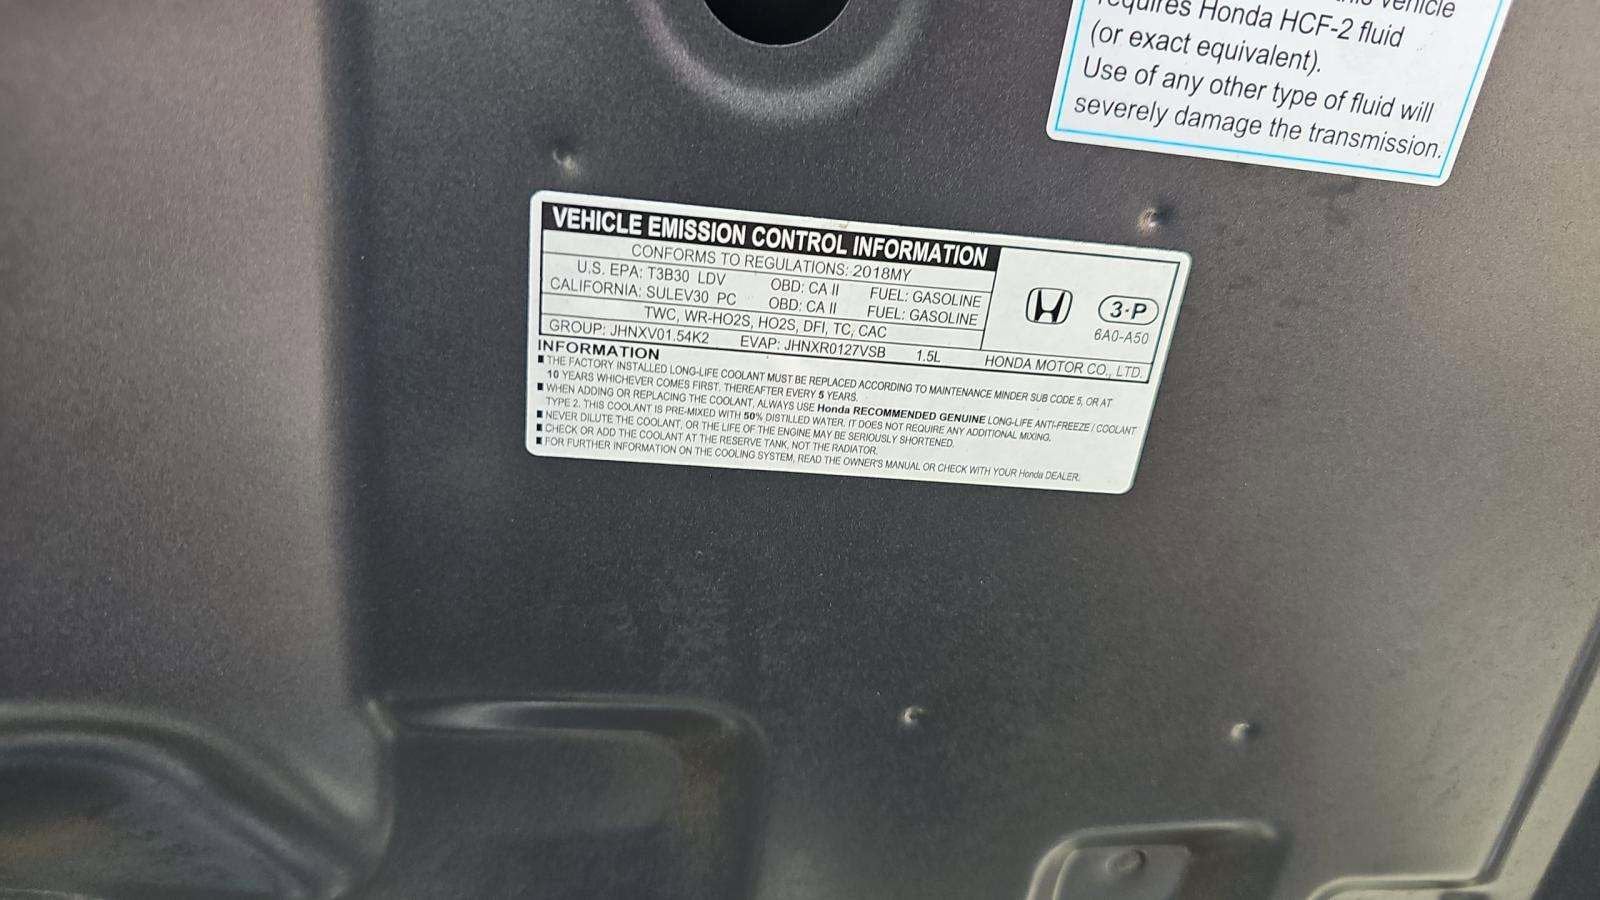 vehicle
requires Honda HCF-2 fluid
(or exact equivalent).
Use of any other type of fluid will
severely damage the transmission.
VEHICLE EMISSION CONTROL INFORMATION
CONFORMS TO REGULATIONS: 2018MY
U.S. EPA: T3B30 LDV OBD: CA II FUEL: GASOLINE
CALIFORNIA: SULEV30 PC OBD: CA II FUEL: GASOLINE
TWC, WR-HO2S, HO2S, DFI, TC, CAC
3-P
6A0-A50
GROUP: JHNXV01.54K2 EVAP: JHNXR0127VSB 1.5L HONDA MOTOR CO., LTD.
INFORMATION
■ THE FACTORY INSTALLED LONG-LIFE COOLANT MUST BE REPLACED ACCORDING TO MAINTENANCE MINDER SUB CODE 5, OR AT
10 YEARS WHICHEVER COMES FIRST. THEREAFTER EVERY 5 YEARS.
■ WHEN ADDING OR REPLACING THE COOLANT, ALWAYS USE Honda RECOMMENDED GENUINE LONG-LIFE ANTI-FREEZE / COOLANT
TYPE 2. THIS COOLANT IS PRE-MIXED WITH 50% DISTILLED WATER. IT DOES NOT REQUIRE ANY ADDITIONAL MIXING.
■ NEVER DILUTE THE COOLANT, OR THE LIFE OF THE ENGINE MAY BE SERIOUSLY SHORTENED.
■ CHECK OR ADD THE COOLANT AT THE RESERVE TANK, NOT THE RADIATOR.
■ FOR FURTHER INFORMATION ON THE COOLING SYSTEM, READ THE OWNER'S MANUAL OR CHECK WITH YOUR Honda DEALER.